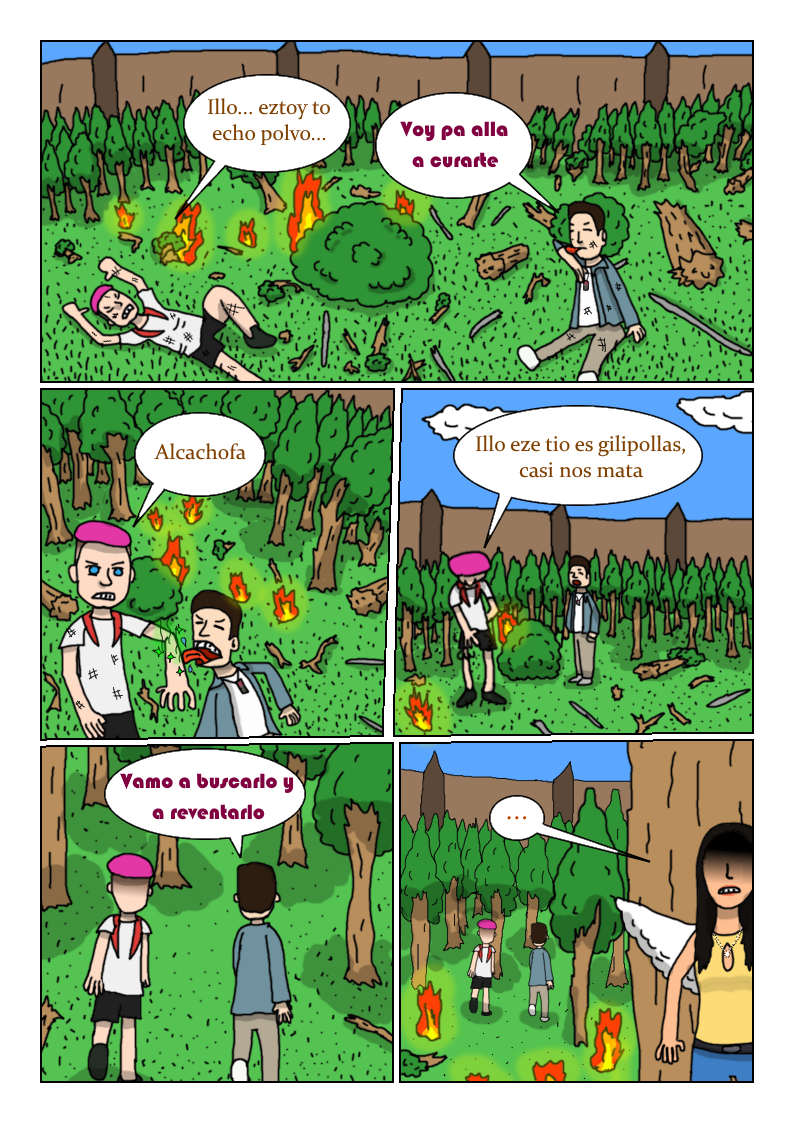 Illo... eztoy to
echo polvo...
Voy pa alla
a curarte
Alcachofa
Illo eze tio es gilipollas,
casi nos mata
Vamo a buscarlo y
a reventarlo
...